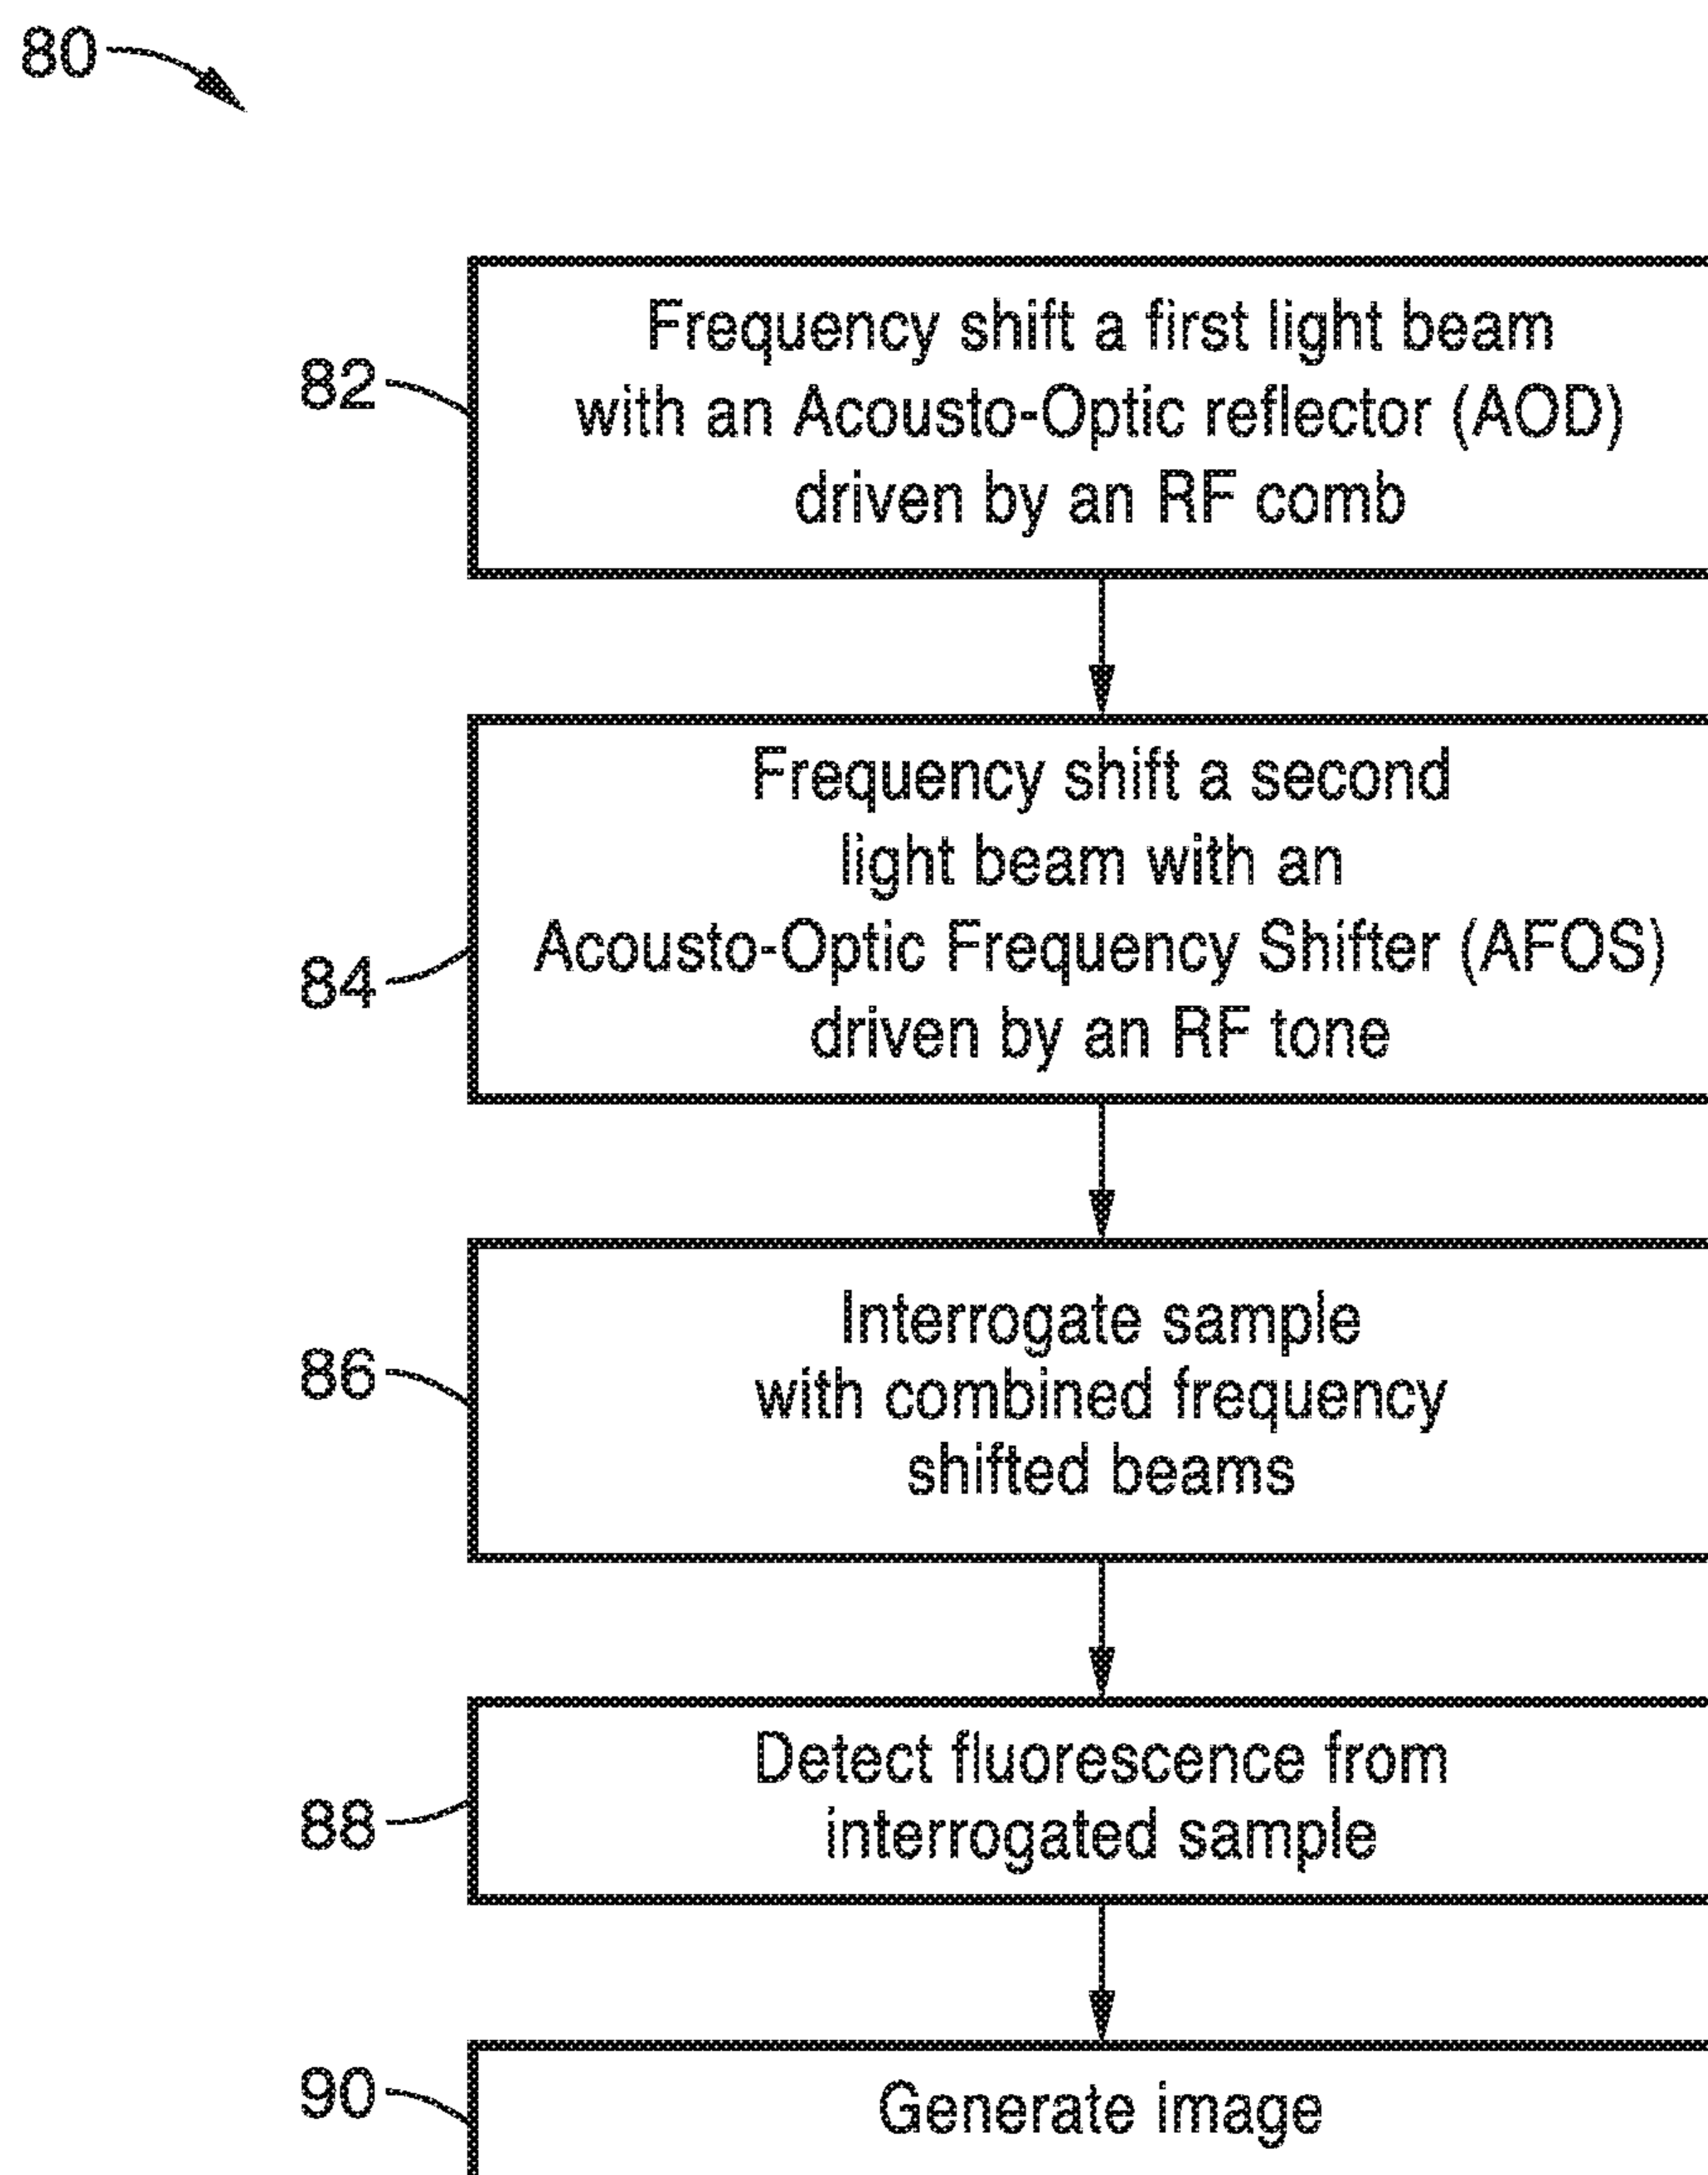 80
82
Frequency shift a first light beam
with an Acousto-Optic reflector (AOD)
driven by an RF comb
84
Frequency shift a second
light beam with an
Acousto-Optic Frequency Shifter (AFOS)
driven by an RF tone
86
Interrogate sample
with combined frequency
shifted beams
88
Detect fluorescence from
interrogated sample
90
Generate image